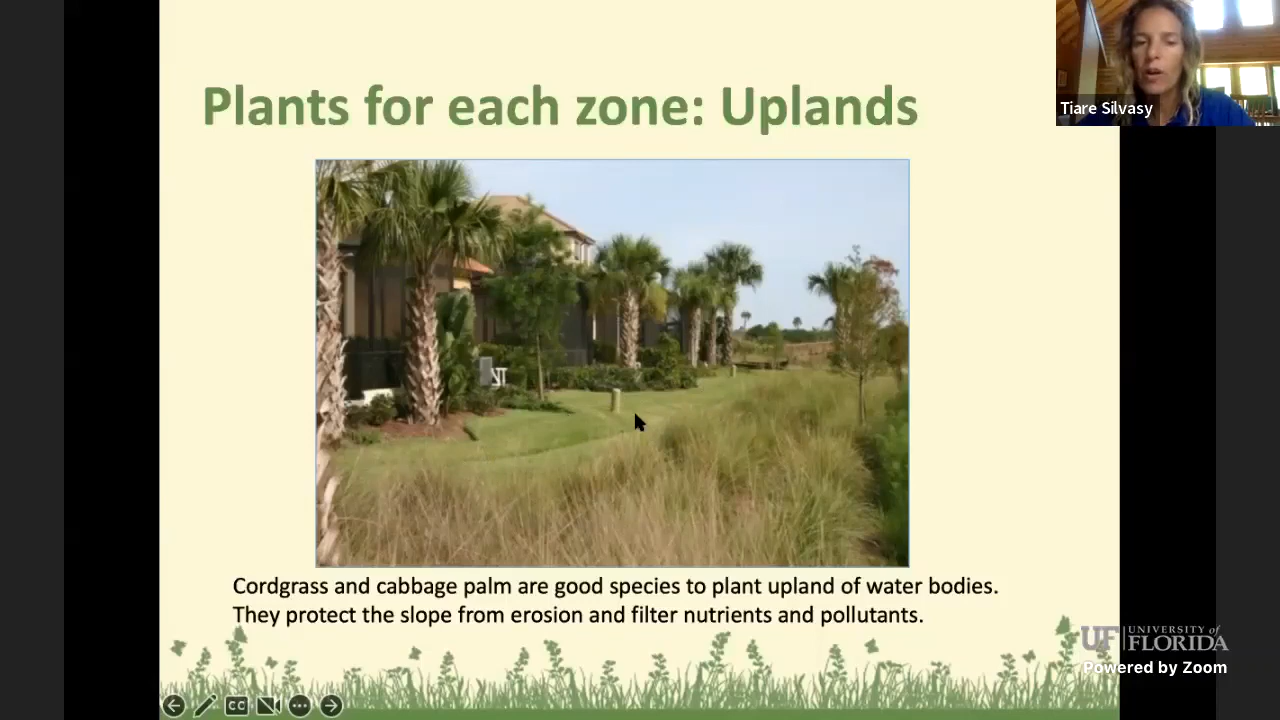 Plants for each zone: Uplands
Tiare Silvasy
Cordgrass and cabbage palm are good species to plant upland of water bodies.
They protect the slope from erosion and filter nutrients and pollutants.
UF UNIVERSITY of
FLORIDA
Powered by Zoom
CC